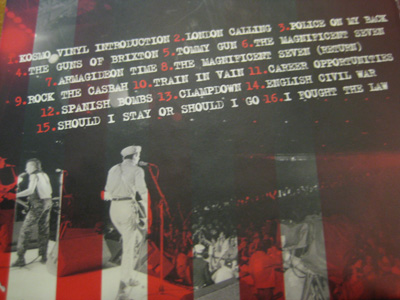 1.KOSMO VINYL INTRODUCTION 2.LONDON CALLING 3.POLICE ON MY BACK
4.THE GUNS OF BRIXTON 5.TOMMY GUN 6.THE MAGNIFICENT SEVEN
7.ARMAGIDEON TIME 8.THE MAGNIFICENT SEVEN (RETURN)
9.ROCK THE CASBAH 10.TRAIN IN VAIN 11.CAREER OPPORTUNITIES
12.SPANISH BOMBS 13.CLAMPDOWN 14.ENGLISH CIVIL WAR
15.SHOULD I STAY OR SHOULD I GO 16.I FOUGHT THE LAW